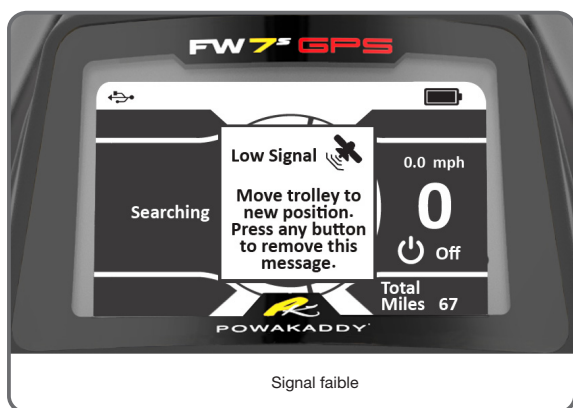 FW7s GPS
Low Signal
Move trolley to
new position.
Press any button
to remove this
message.
Searching
0.0 mph
0
Off
Total
Miles 67
POWAKADDY
Signal faible